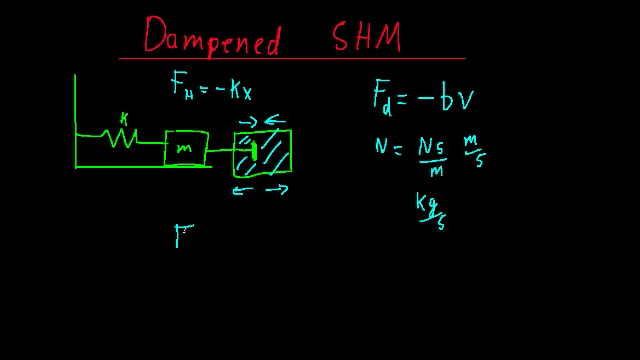 Dampened SHM
F_H = -Kx
F_d = -bv
K
m
N = Ns/m m/s
Kg/s
F